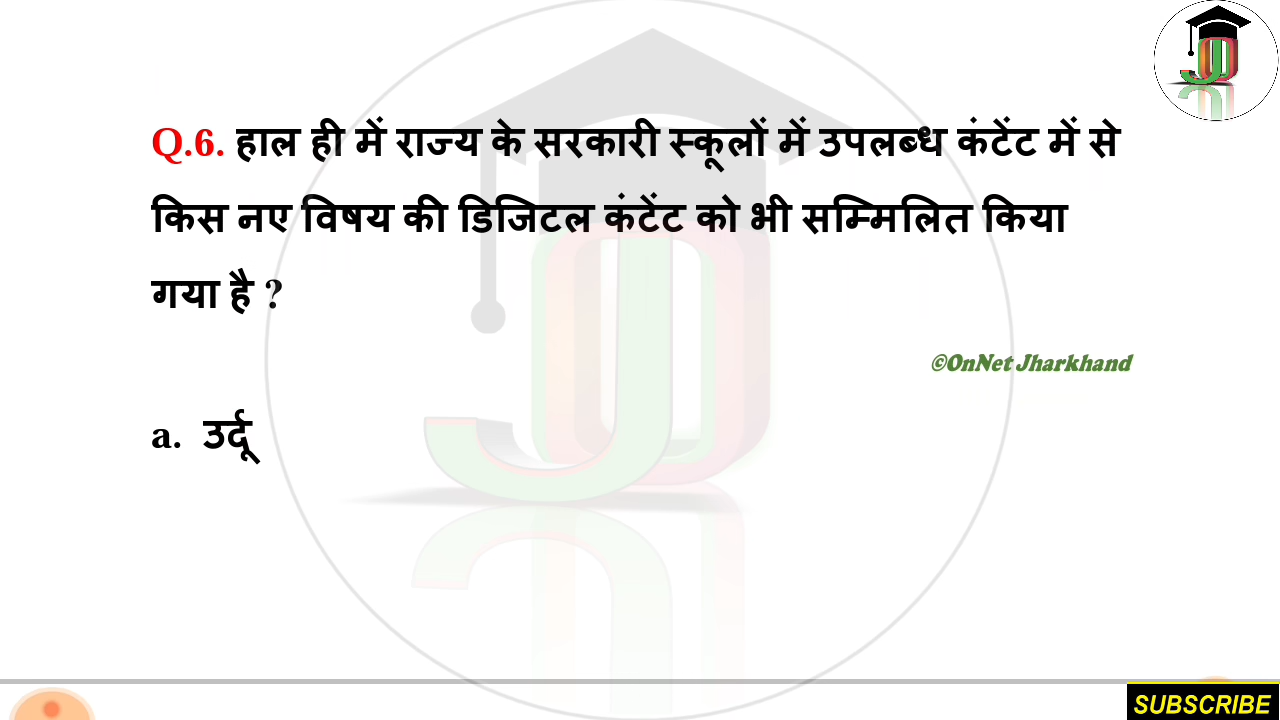 Q.6. हाल ही में राज्य के सरकारी स्कूलों में उपलब्ध कंटेंट में से
किस नए विषय की डिजिटल कंटेंट को भी सम्मिलित किया
गया है ?
©OnNet Jharkhand
a. उर्दू
SUBSCRIBE